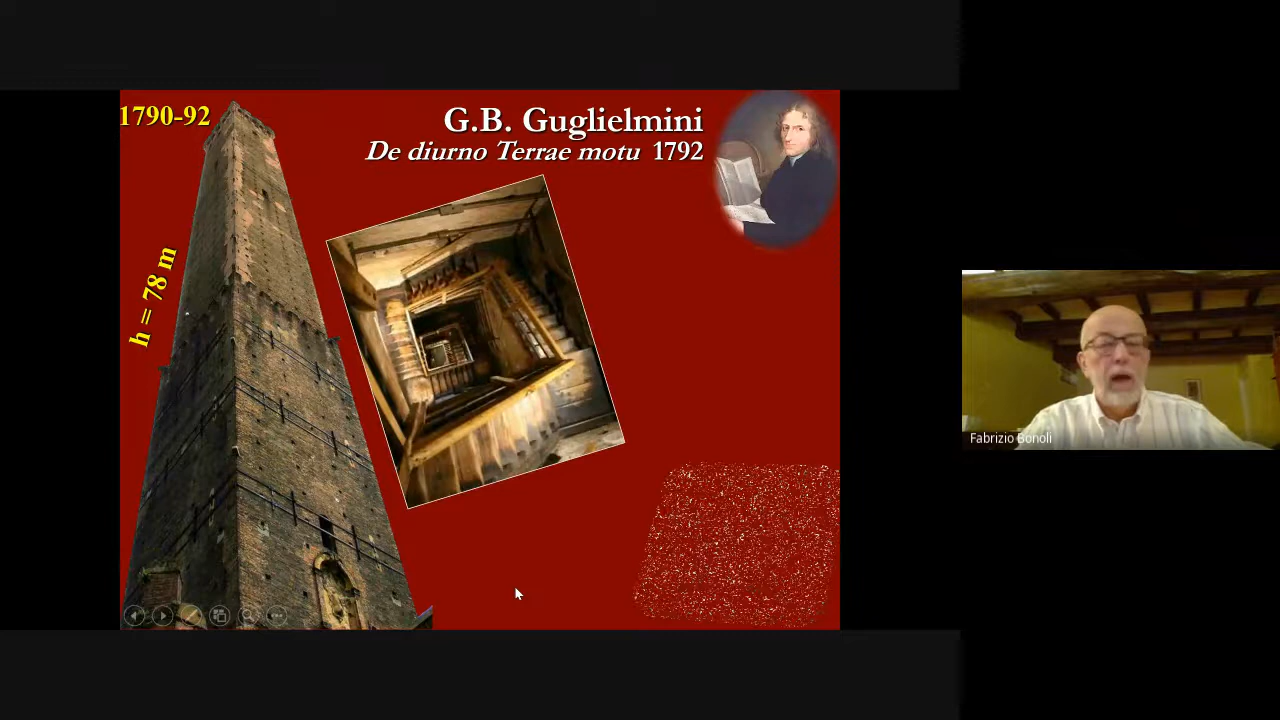 1790-92
G.B. Guglielmini
De diurno Terrae motu 1792
h = 78 m
Fabrizio Bonoli